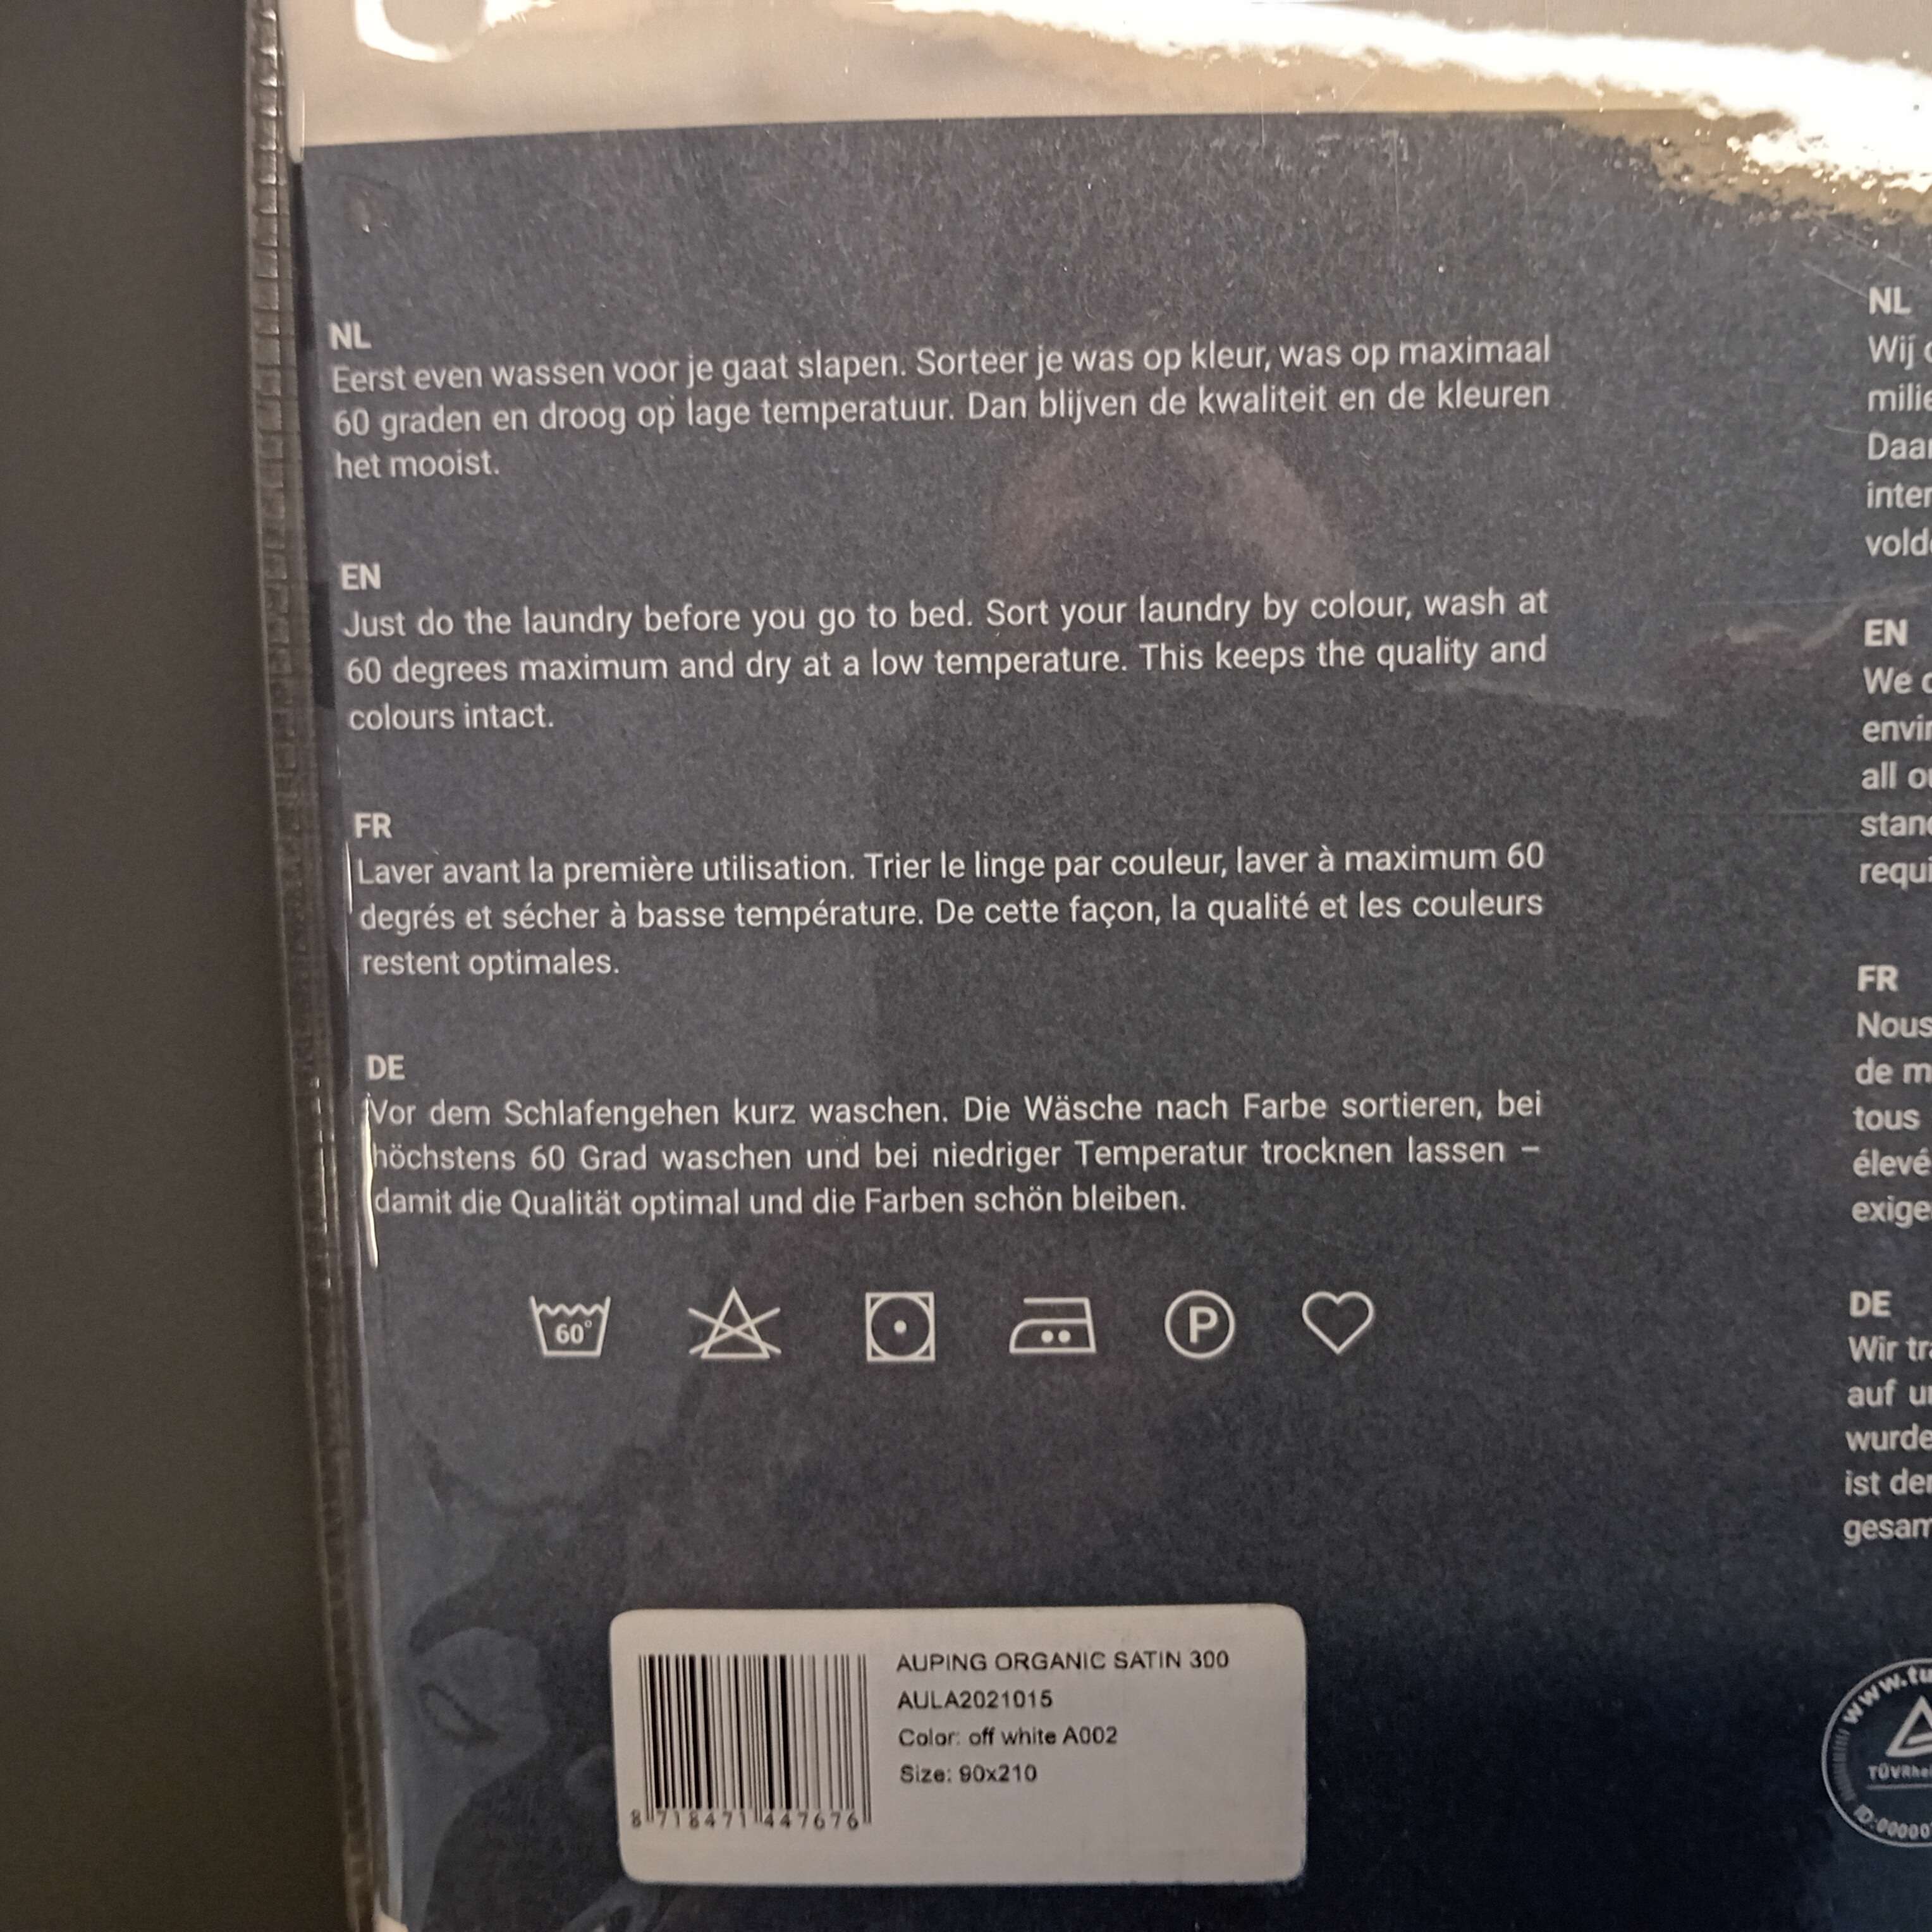 NL
Eerst even wassen voor je gaat slapen. Sorteer je was op kleur, was op maximaal
60 graden en droog op lage temperatuur. Dan blijven de kwaliteit en de kleuren
het mooist.
EN
Just do the laundry before you go to bed. Sort your laundry by colour, wash at
60 degrees maximum and dry at a low temperature. This keeps the quality and
colours intact.
FR
Laver avant la première utilisation. Trier le linge par couleur, laver à maximum 60
degrés et sécher à basse température. De cette façon, la qualité et les couleurs
restent optimales.
DE
Vor dem Schlafengehen kurz waschen. Die Wäsche nach Farbe sortieren, bei
höchstens 60 Grad waschen und bei niedriger Temperatur trocknen lassen –
damit die Qualität optimal und die Farben schön bleiben.
60°
P
AUPING ORGANIC SATIN 300
AULA2021015
Color: off white A002
Size: 90x210
8 718471 447676
NL
Wij
EN
We
FR
Nous
de
tous
DE
Wir
auf
ist